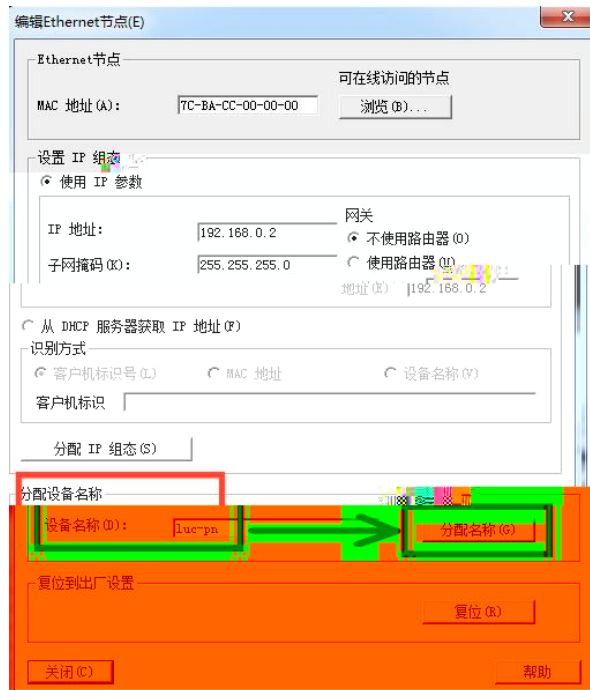 编辑Ethernet节点(E)
Ethernet节点
可在线访问的节点
MAC 地址(A): 7C-BA-CC-00-00-00 浏览(B)...
设置 IP 组态
使用 IP 参数
网关
IP 地址: 192.168.0.2 不使用路由器(O)
子网掩码(K): 255.255.255.0 使用路由器(U)
地址(E) 192.168.0.2
从 DHCP 服务器获取 IP 地址(F)
识别方式
客户机标识号(L) MAC 地址 设备名称(V)
客户机标识
分配 IP 组态(S)
分配设备名称
设备名称(D): luc-pn 分配名称(G)
复位到出厂设置
复位(R)
关闭(C) 帮助